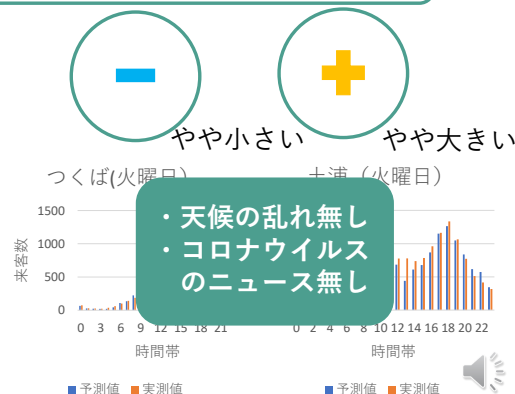 やや小さい
やや大きい
つくば(火曜日)
土浦（火曜日）
・天候の乱れ無し
・コロナウイルス
のニュース無し
来客数
1500
1000
500
0
0 3 6 9 12 15 18 21
時間帯
予測値 実測値
0 2 4 6 8 10 12 14 16 18 20 22
時間帯
予測値 実測値